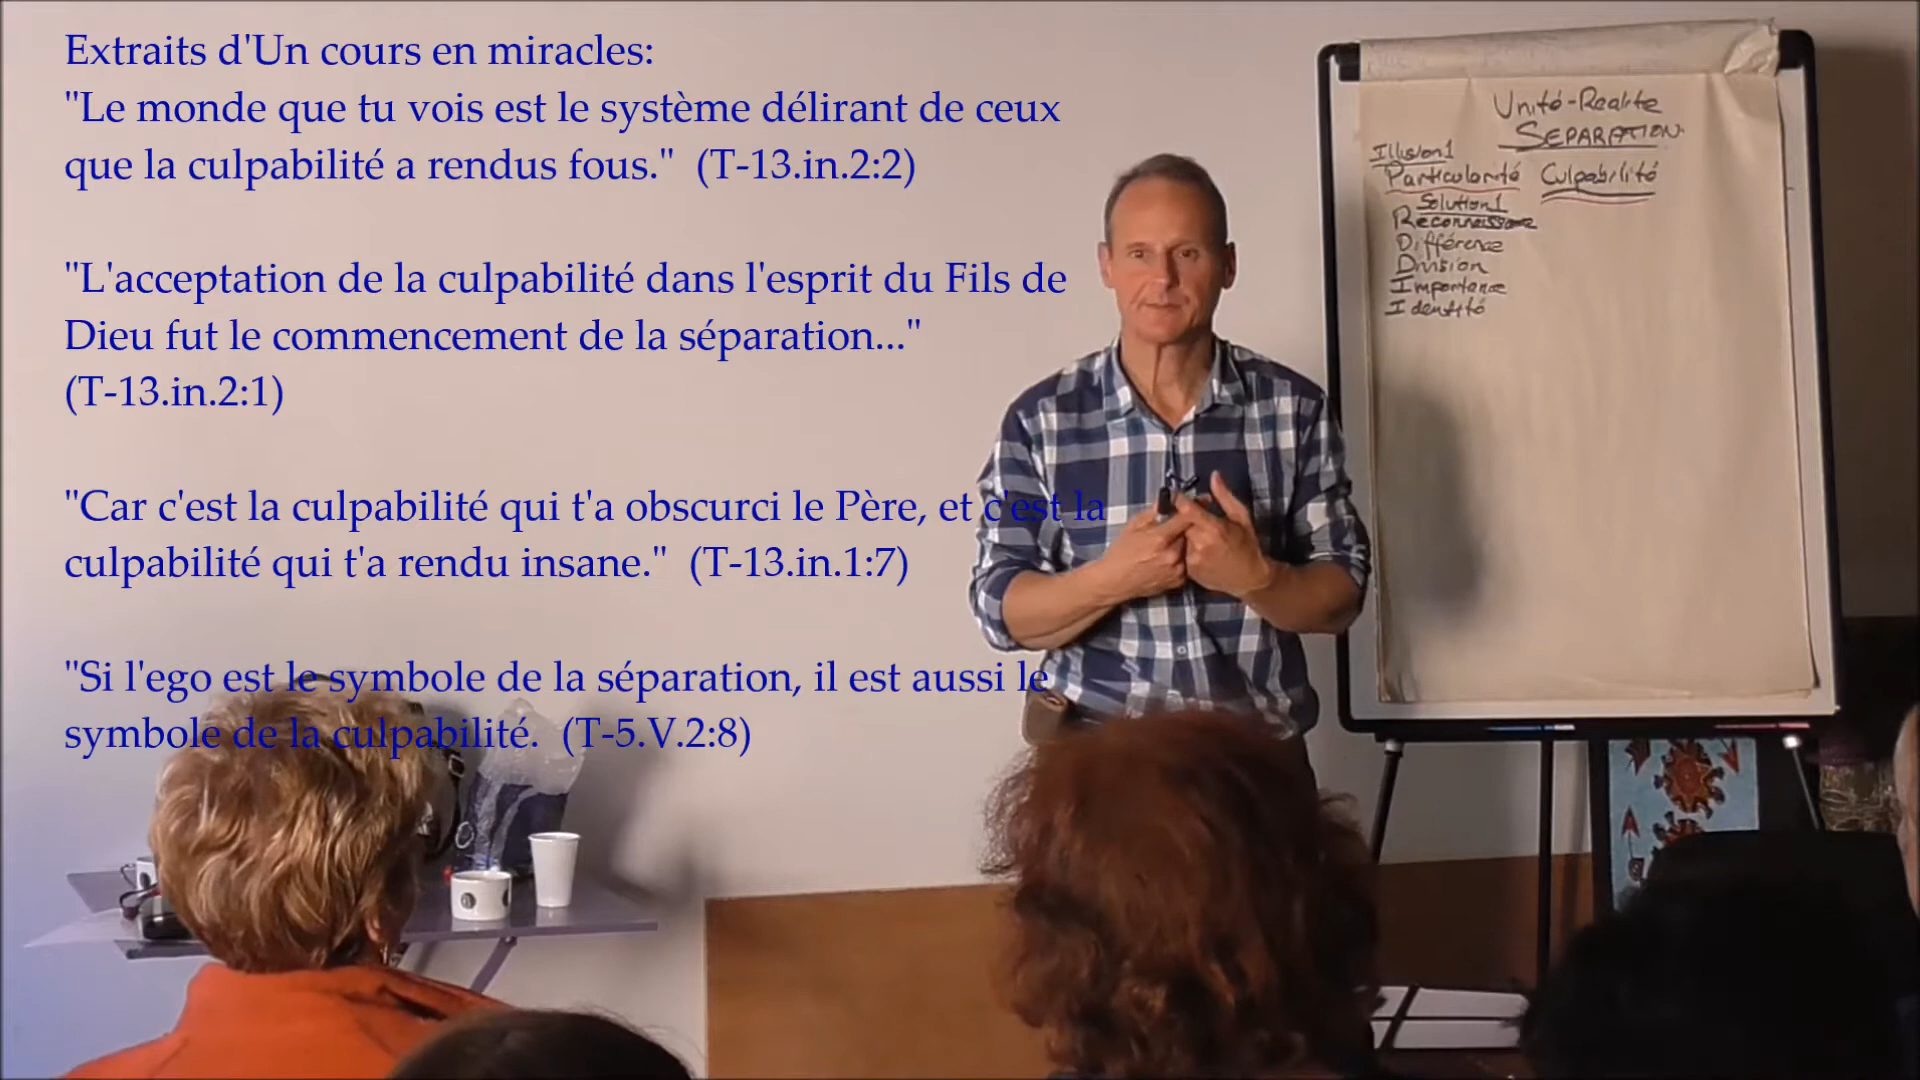 Extraits d'Un cours en miracles:
"Le monde que tu vois est le système délirant de ceux
que la culpabilité a rendus fous."  (T-13.in.2:2)
"L'acceptation de la culpabilité dans l'esprit du Fils de
Dieu fut le commencement de la séparation..."
(T-13.in.2:1)
"Car c'est la culpabilité qui t'a obscurci le Père, et c'est la
culpabilité qui t'a rendu insane."  (T-13.in.1:7)
"Si l'ego est le symbole de la séparation, il est aussi le
symbole de la culpabilité.  (T-5.V.2:8)
Unité-Réalité
SEPARATION
Illusion1
Particularité Culpabilité
Solution1
Reconnaissance
Différence
Division
Importance
Identité